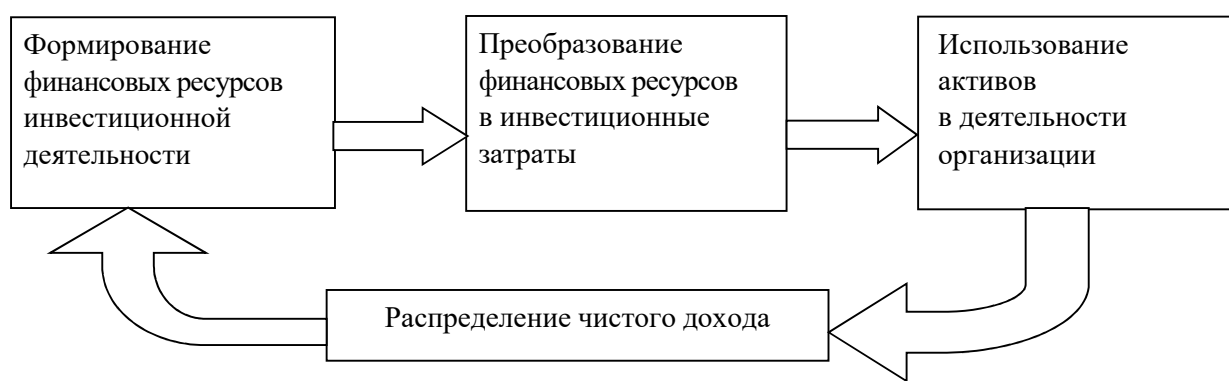 Формирование
финансовых ресурсов
инвестиционной
деятельности
Преобразование
финансовых ресурсов
в инвестиционные
затраты
Использование
активов
в деятельности
организации
Распределение чистого дохода